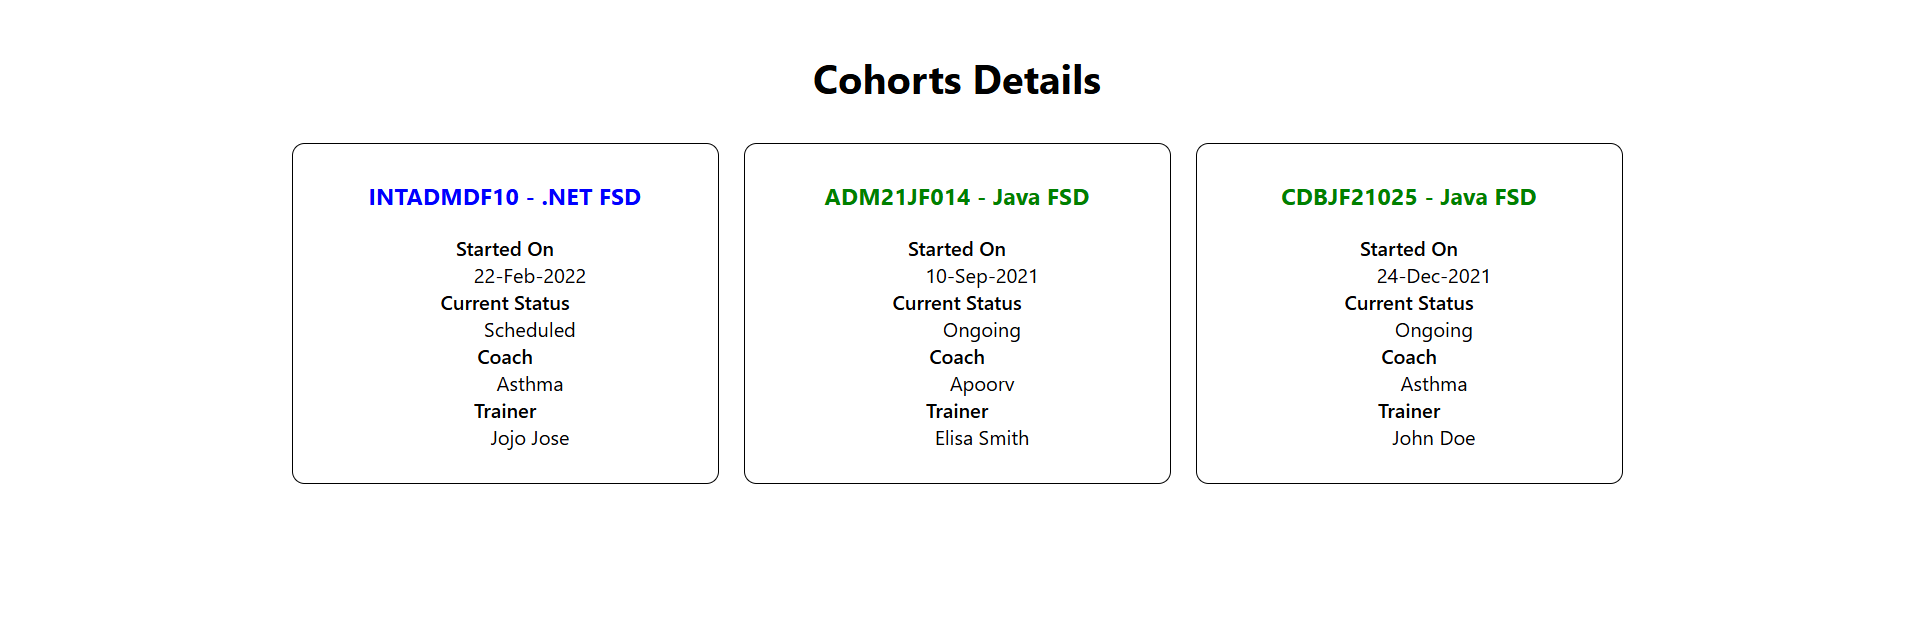 Cohorts Details
INTADMDF10 - .NET FSD
Started On
22-Feb-2022
Current Status
Scheduled
Coach
Asthma
Trainer
Jojo Jose
ADM21JF014 - Java FSD
Started On
10-Sep-2021
Current Status
Ongoing
Coach
Apoorv
Trainer
Elisa Smith
CDBJF21025 - Java FSD
Started On
24-Dec-2021
Current Status
Ongoing
Coach
Asthma
Trainer
John Doe